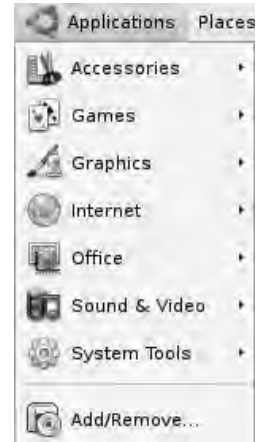 Applications Places
Accessories
Games
Graphics
Internet
Office
Sound & Video
System Tools
Add/Remove...